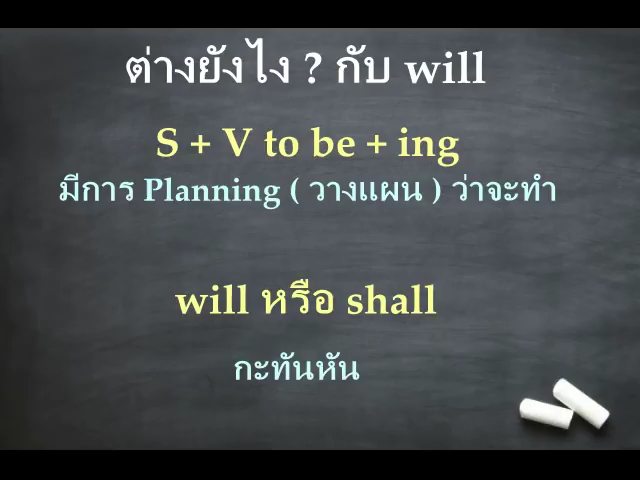 ต่างยังไง ? กับ will
S + V to be + ing
มีการ Planning ( วางแผน ) ว่าจะทำ
will หรือ shall
กะทันหัน